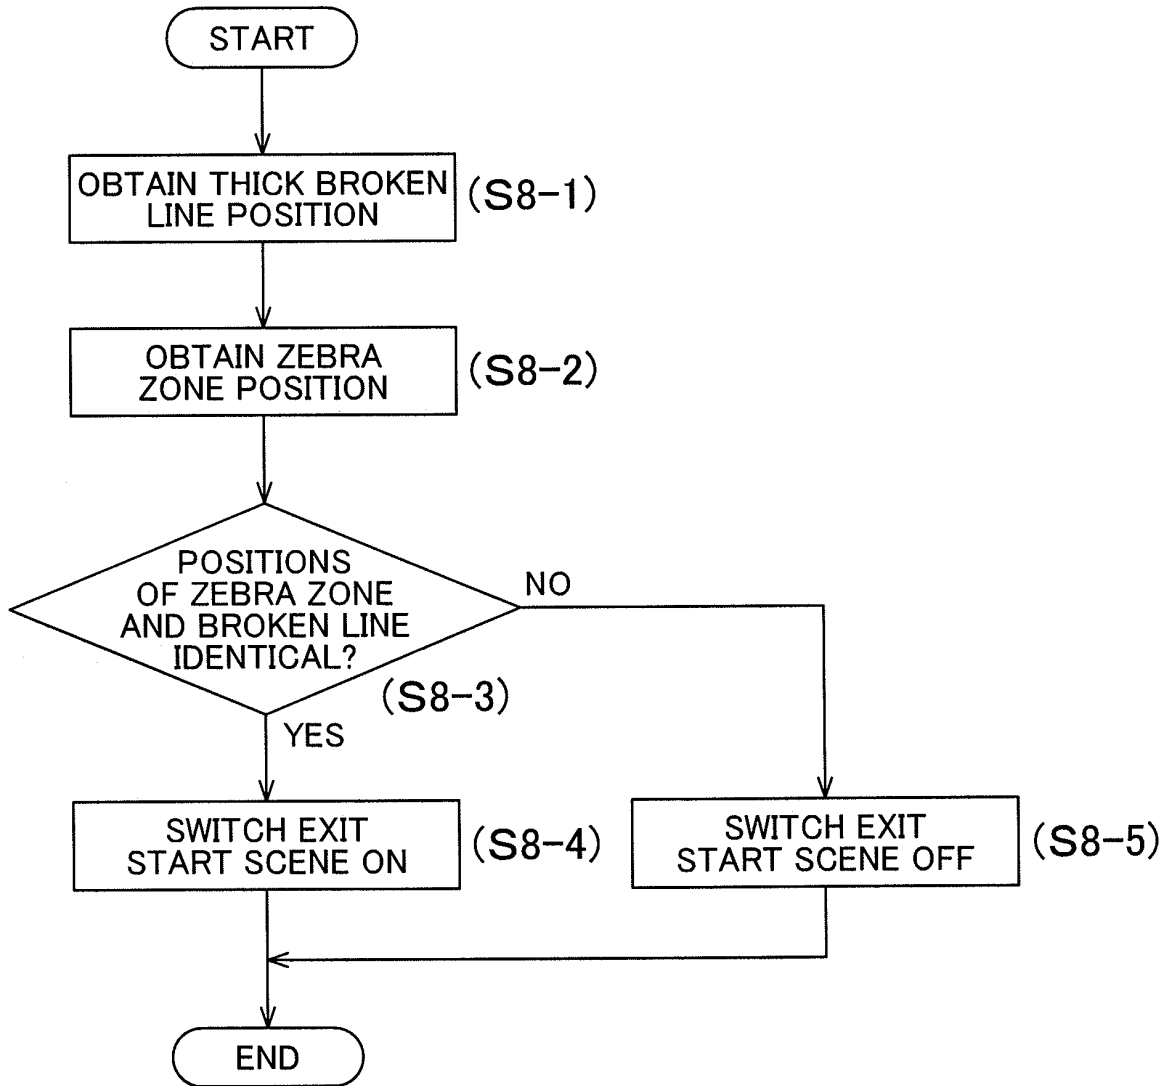 START
OBTAIN THICK BROKEN
LINE POSITION
(S8-1)
OBTAIN ZEBRA
ZONE POSITION
(S8-2)
POSITIONS
OF ZEBRA ZONE
AND BROKEN LINE
IDENTICAL?
(S8-3)
NO
YES
SWITCH EXIT
START SCENE ON
(S8-4)
SWITCH EXIT
START SCENE OFF
(S8-5)
END